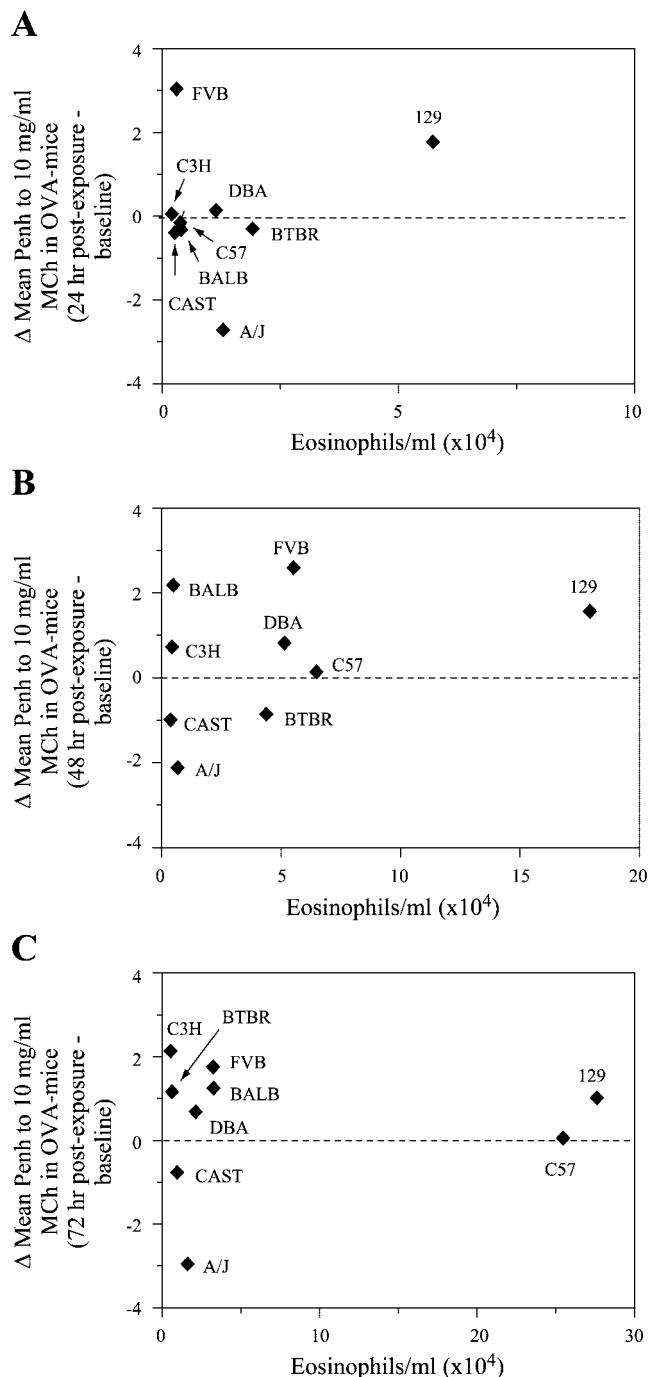 A
Δ Mean Penh to 10 mg/ml
MCh in OVA-mice
(24 hr post-exposure -
baseline)
4
2
0
-2
-4
FVB
129
C3H
DBA
C57
BTBR
BALB
CAST
A/J
0
5
10
Eosinophils/ml (x10⁴)
B
Δ Mean Penh to 10 mg/ml
MCh in OVA-mice
(48 hr post-exposure -
baseline)
4
2
0
-2
-4
FVB
BALB
129
DBA
C3H
C57
CAST
BTBR
A/J
0
5
10
15
20
Eosinophils/ml (x10⁴)
C
Δ Mean Penh to 10 mg/ml
MCh in OVA-mice
(72 hr post-exposure -
baseline)
4
2
0
-2
-4
BTBR
C3H
FVB
BALB
129
DBA
C57
CAST
A/J
0
10
20
30
Eosinophils/ml (x10⁴)